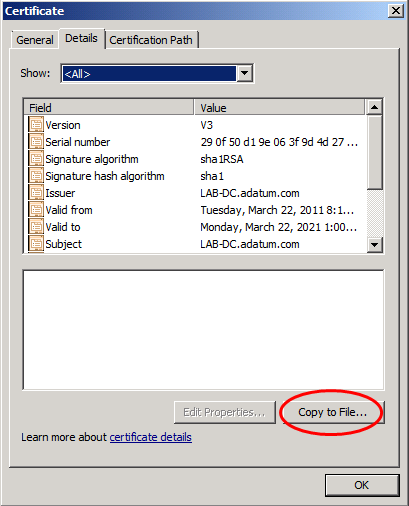 Certificate
General Details Certification Path
Show: <All>
Field Value
Version V3
Serial number 29 0f 50 d1 9e 06 3f 9d 4d 27 ...
Signature algorithm sha1RSA
Signature hash algorithm sha1
Issuer LAB-DC.adatum.com
Valid from Tuesday, March 22, 2011 8:1...
Valid to Monday, March 22, 2021 1:00...
Subject LAB-DC.adatum.com
Edit Properties... Copy to File...
Learn more about certificate details
OK